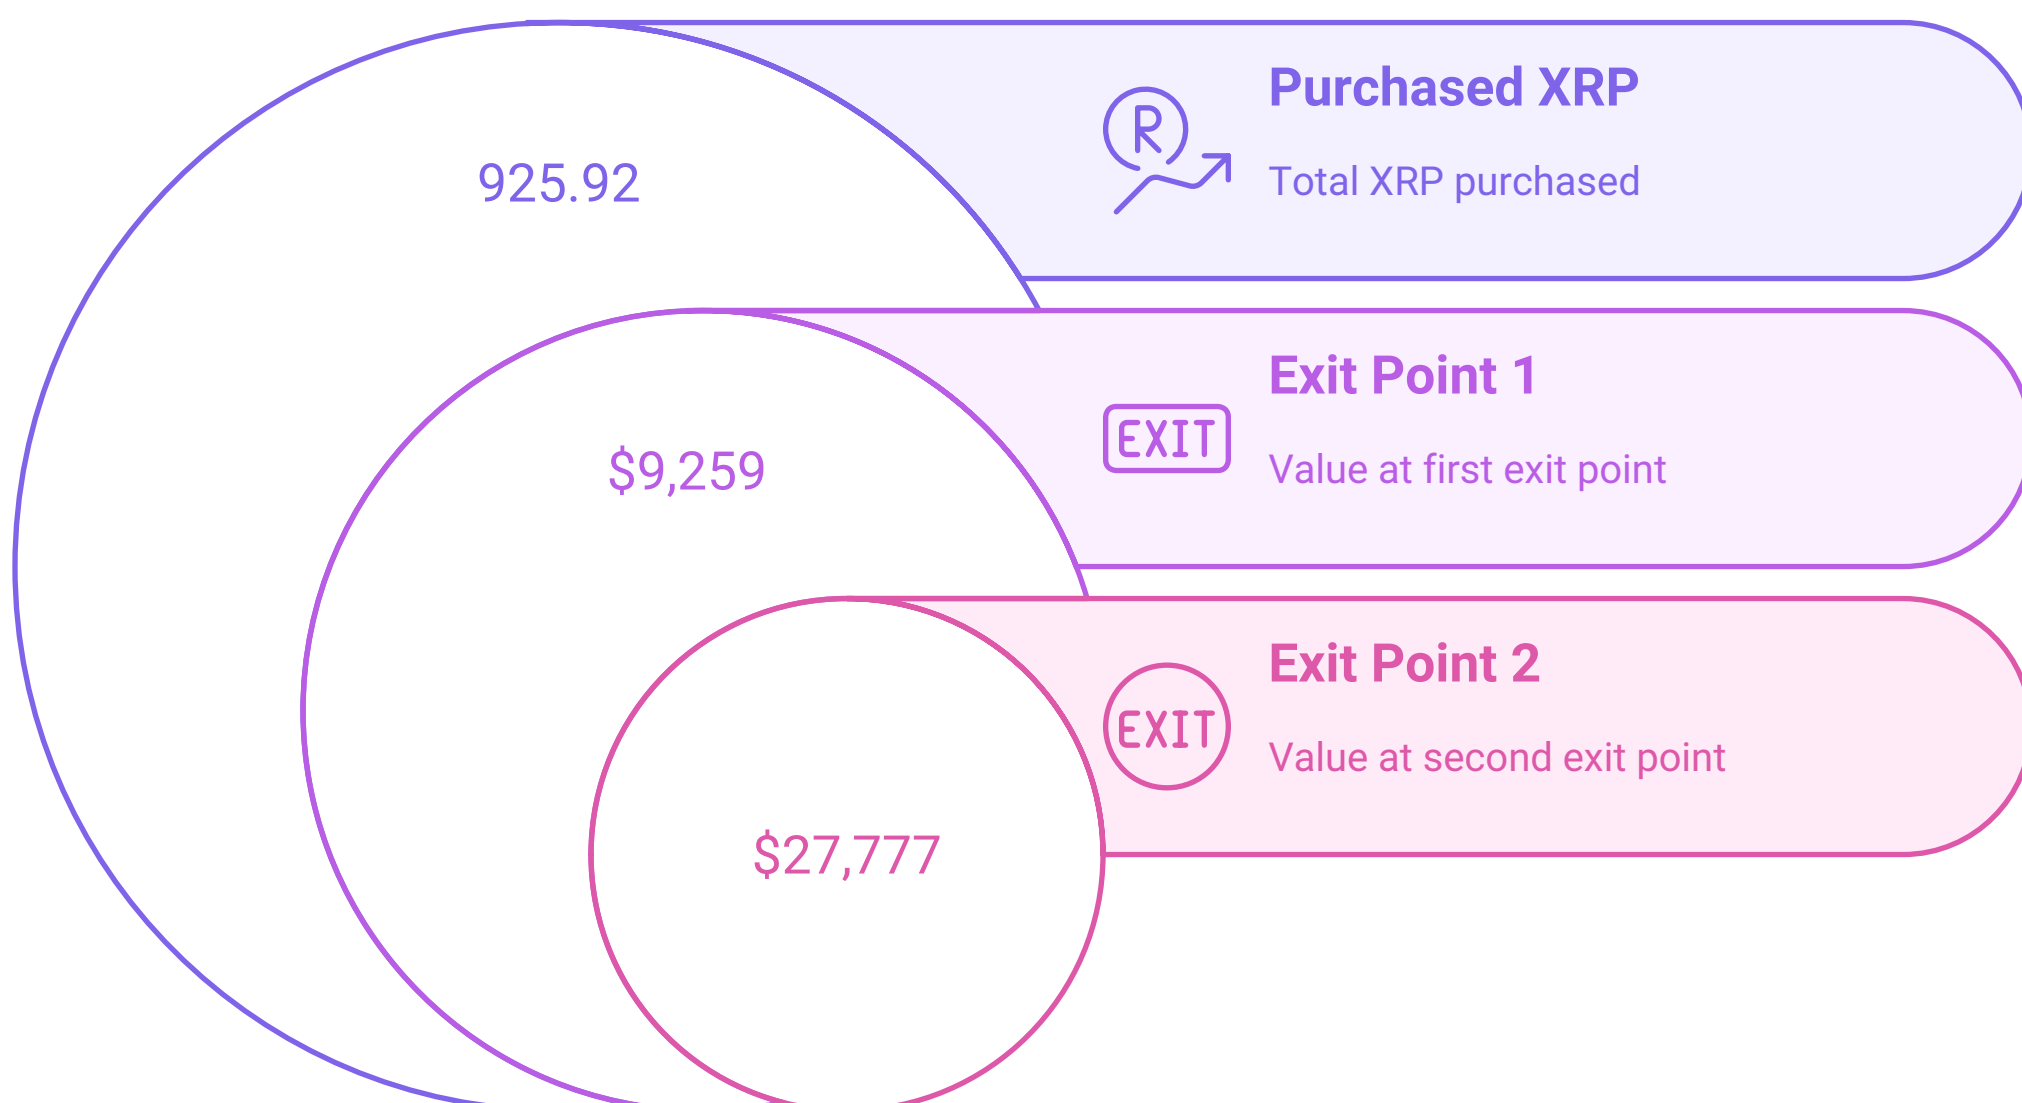 925.92
R
Purchased XRP
Total XRP purchased
$9,259
EXIT
Exit Point 1
Value at first exit point
$27,777
EXIT
Exit Point 2
Value at second exit point